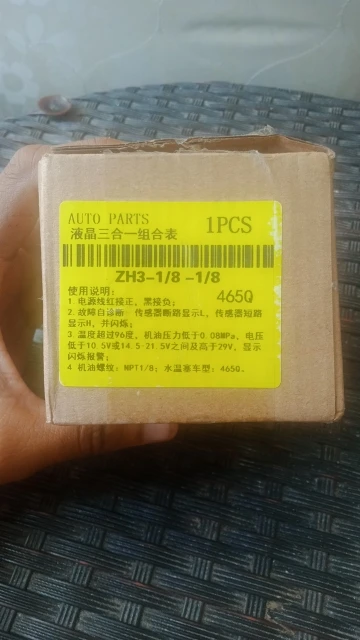 AUTO PARTS
1PCS
液晶三合一组合表
ZH3-1/8 -1/8
使用说明:
465Q
1. 电源线红接正，黑接负;
2. 故障自诊断 传感器断路显示L, 传感器短路
显示H, 并闪烁;
3. 温度超过96度，机油压力低于0.08MPa, 电压
低于10.5V或14.5-21.5V之间及高于29V, 显示
闪烁报警;
4 机油螺纹: NPT1/8; 水温塞车型: 465Q.